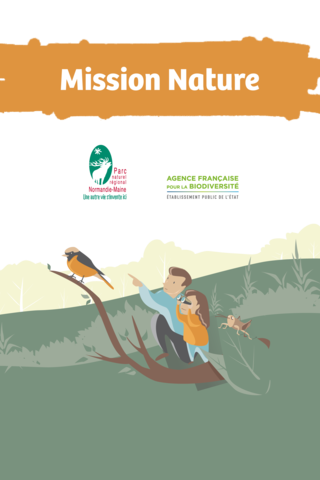 Mission Nature
Parc
naturel
régional
Normandie-Maine
Une autre vie s'invente ici
AGENCE FRANÇAISE
POUR LA BIODIVERSITÉ
ÉTABLISSEMENT PUBLIC DE L'ÉTAT